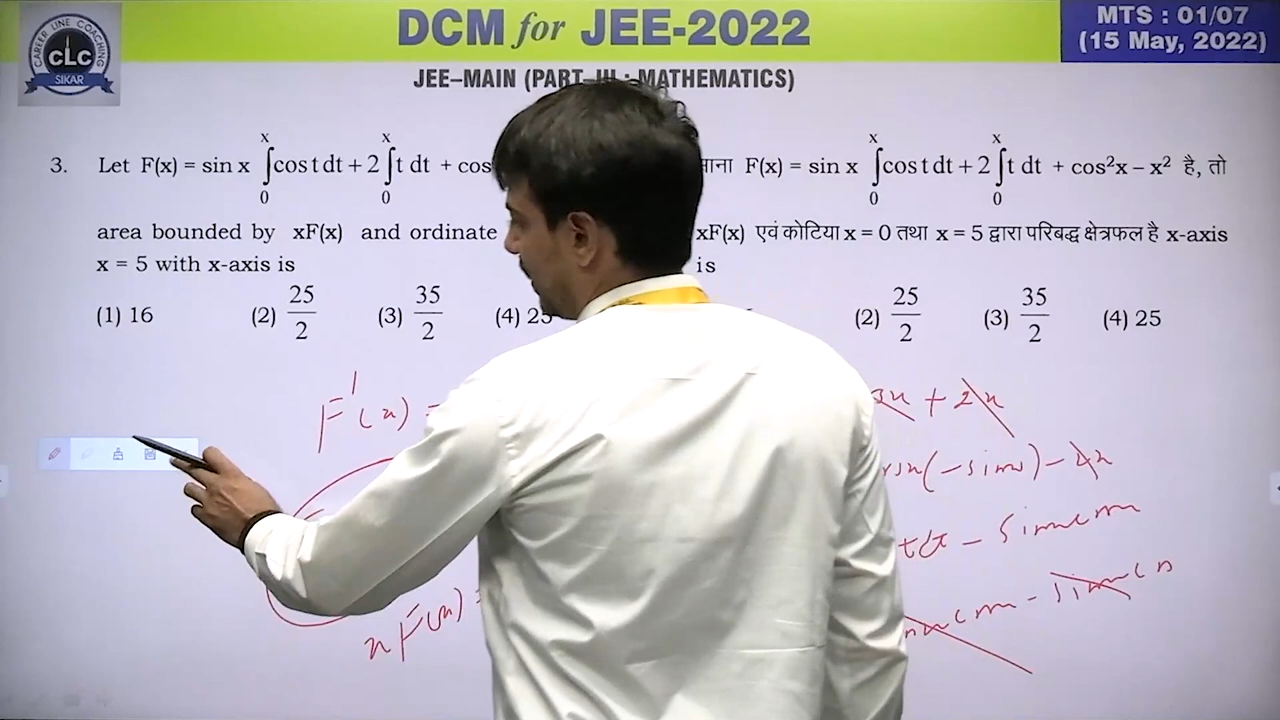 DCM for JEE-2022
MTS : 01/07
(15 May, 2022)
CAREER LINE COACHING
CLC
SIKAR
JEE–MAIN (PART–III : MATHEMATICS)
3. Let F(x) = sin x ∫₀ˣ cos t dt + 2 ∫₀ˣ t dt + cos
area bounded by xF(x) and ordinate
x = 5 with x-axis is
(1) 16 (2) 25/2 (3) 35/2 (4) 25
F(x) = sin x ∫₀ˣ cos t dt + 2 ∫₀ˣ t dt + cos²x – x² है, तो
xF(x) एवं कोटिया x = 0 तथा x = 5 द्वारा परिबद्ध क्षेत्रफल है x-axis
is
(2) 25/2 (3) 35/2 (4) 25
F'(x) =
+ 2x
(-sinx) - 2x
- sinx
x F(x) =